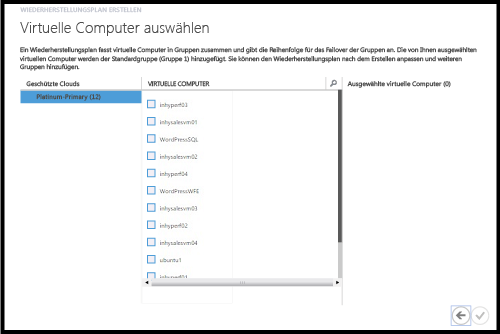 WIEDERHERSTELLUNGSPLAN ERSTELLEN
Virtuelle Computer auswählen
Ein Wiederherstellungsplan fasst virtuelle Computer in Gruppen zusammen und gibt die Reihenfolge für das Failover der Gruppen an. Die von Ihnen ausgewählten
virtuellen Computer werden der Standardgruppe (Gruppe 1) hinzugefügt. Sie können den Wiederherstellungsplan nach dem Erstellen anpassen und weiteren
Gruppen hinzufügen.
Geschützte Clouds
Platinum-Primary (12)
VIRTUELLE COMPUTER
inhyperf03
inhysalesvm01
WordPressSQL
inhysalesvm02
inhyperf04
WordPressWFE
inhysalesvm03
inhyperf02
inhysalesvm04
ubuntu1
inhyperf01
Ausgewählte virtuelle Computer (0)